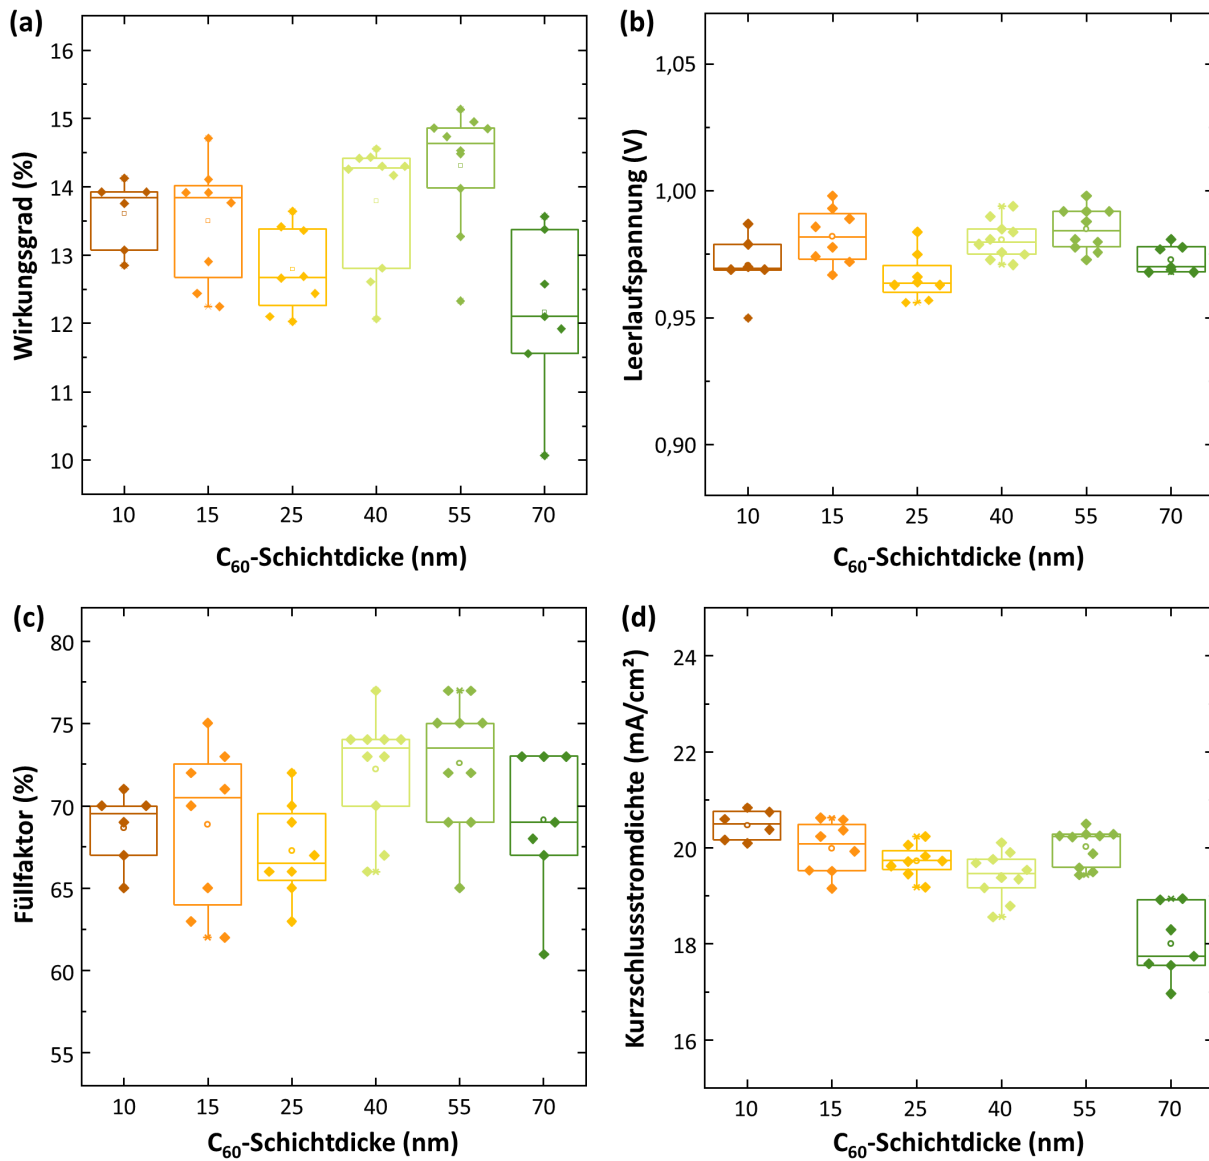 (a)
16
15
14
13
12
11
10
Wirkungsgrad (%)
10 15 25 40 55 70
C₆₀-Schichtdicke (nm)
(b)
1,05
1,00
0,95
0,90
Leerlaufspannung (V)
10 15 25 40 55 70
C₆₀-Schichtdicke (nm)
(c)
80
75
70
65
60
55
Füllfaktor (%)
10 15 25 40 55 70
C₆₀-Schichtdicke (nm)
(d)
24
22
20
18
16
Kurzschlussstromdichte (mA/cm²)
10 15 25 40 55 70
C₆₀-Schichtdicke (nm)